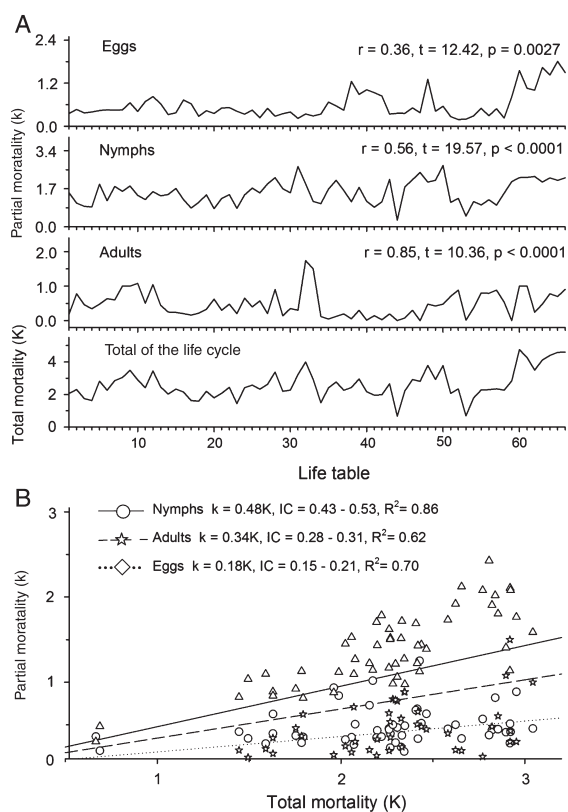 A
2.4
Eggs
r = 0.36, t = 12.42, p = 0.0027
1.2
0.0
Partial moratality (k)
3.4
Nymphs
r = 0.56, t = 19.57, p < 0.0001
1.7
0.0
2.0
Adults
r = 0.85, t = 10.36, p < 0.0001
1.0
0.0
Total mortality (K)
Total of the life cycle
4
2
0
10 20 30 40 50 60
Life table
B
3
Nymphs k = 0.48K, IC = 0.43 - 0.53, R²= 0.86
Adults k = 0.34K, IC = 0.28 - 0.31, R²= 0.62
Eggs k = 0.18K, IC = 0.15 - 0.21, R²= 0.70
Partial moratality (k)
2
1
0
1 2 3
Total mortality (K)